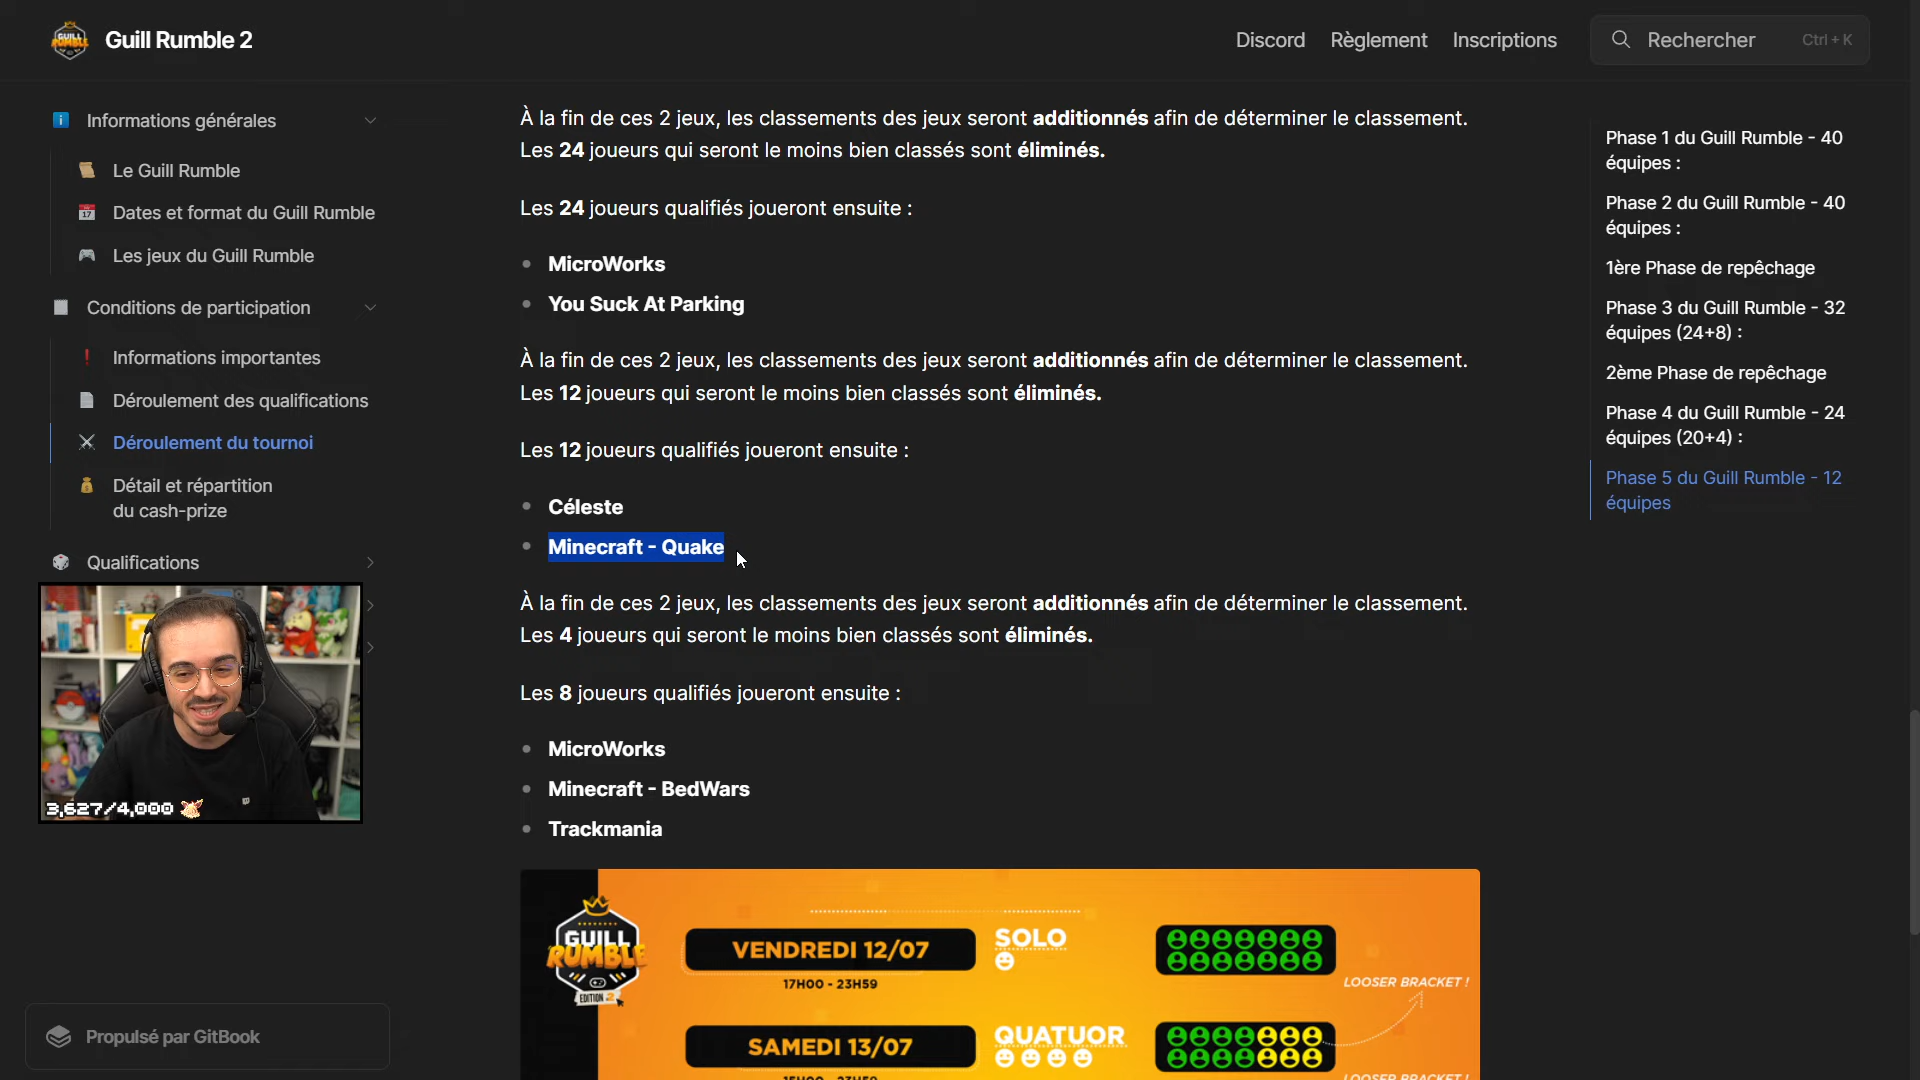 GUILL
RUMBLE
Guill Rumble 2
Discord
Règlement
Inscriptions
Rechercher
Ctrl + K
Informations générales
Le Guill Rumble
17
Dates et format du Guill Rumble
Les jeux du Guill Rumble
Conditions de participation
Informations importantes
Déroulement des qualifications
Déroulement du tournoi
Détail et répartition
du cash-prize
Qualifications
3,627/4,000
Propulsé par GitBook
À la fin de ces 2 jeux, les classements des jeux seront additionnés afin de déterminer le classement.
Les 24 joueurs qui seront le moins bien classés sont éliminés.
Les 24 joueurs qualifiés joueront ensuite :
MicroWorks
You Suck At Parking
À la fin de ces 2 jeux, les classements des jeux seront additionnés afin de déterminer le classement.
Les 12 joueurs qui seront le moins bien classés sont éliminés.
Les 12 joueurs qualifiés joueront ensuite :
Céleste
Minecraft - Quake
À la fin de ces 2 jeux, les classements des jeux seront additionnés afin de déterminer le classement.
Les 4 joueurs qui seront le moins bien classés sont éliminés.
Les 8 joueurs qualifiés joueront ensuite :
MicroWorks
Minecraft - BedWars
Trackmania
GUILL
RUMBLE
EDITION 2
VENDREDI 12/07
17H00 - 23H59
SOLO
LOOSER BRACKET !
SAMEDI 13/07
15H00 - 23H59
QUATUOR
LOOSER BRACKET !
Phase 1 du Guill Rumble - 40
équipes :
Phase 2 du Guill Rumble - 40
équipes :
1ère Phase de repêchage
Phase 3 du Guill Rumble - 32
équipes (24+8) :
2ème Phase de repêchage
Phase 4 du Guill Rumble - 24
équipes (20+4) :
Phase 5 du Guill Rumble - 12
équipes